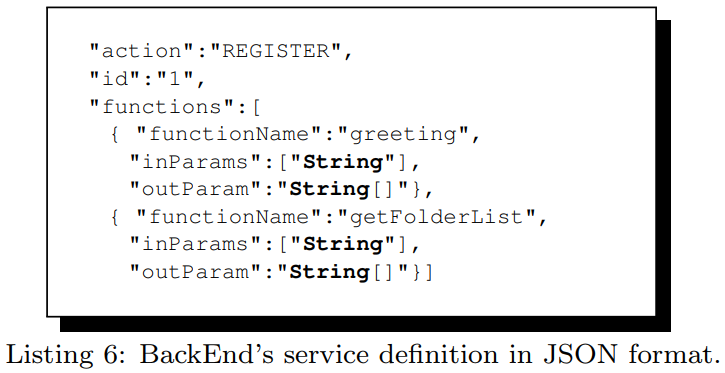 "action":"REGISTER",
"id":"1",
"functions":[
{ "functionName":"greeting",
"inParams":["String"],
"outParam":"String[]"},
{ "functionName":"getFolderList",
"inParams":["String"],
"outParam":"String[]"}]
Listing 6: BackEnd's service definition in JSON format.